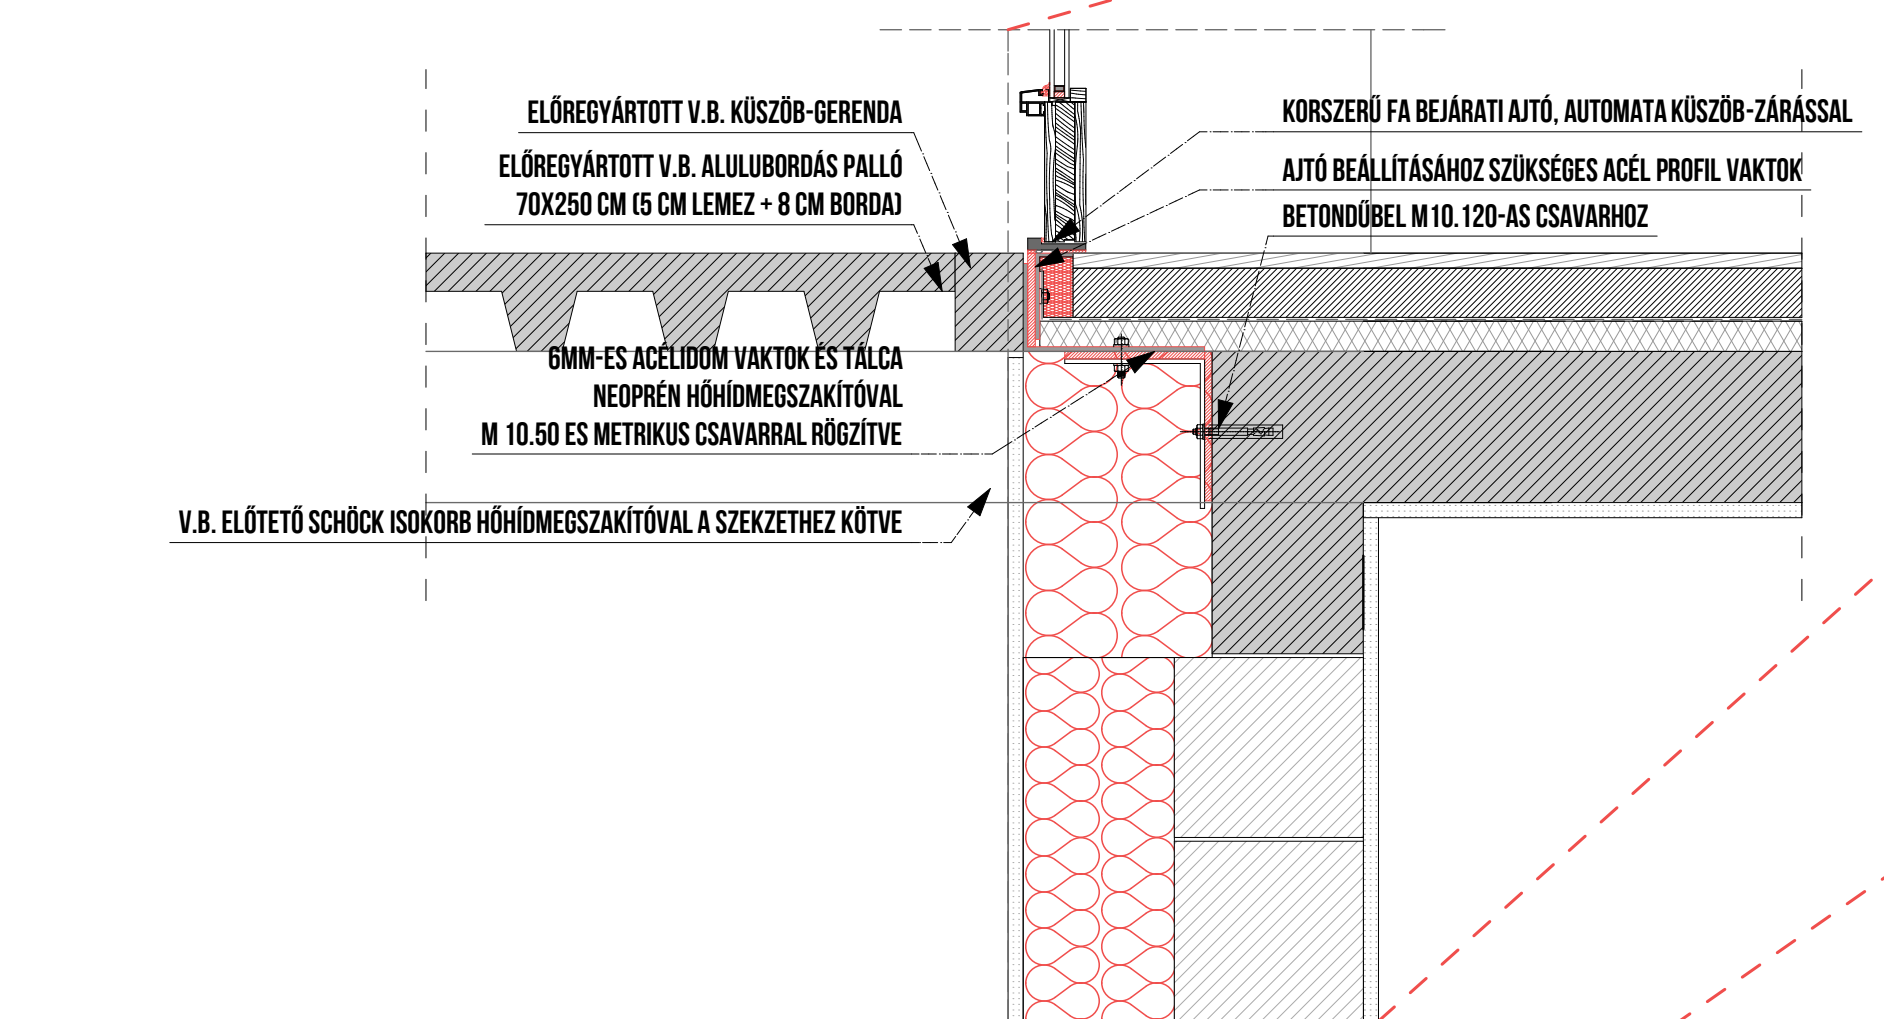 ELŐREGYÁRTOTT V.B. KÜSZÖB-GERENDA
ELŐREGYÁRTOTT V.B. ALULUBORDÁS PALLÓ
70X250 CM (5 CM LEMEZ + 8 CM BORDA)
6MM-ES ACÉLIDOM VAKTOK ÉS TÁLCA
NEOPRÉN HŐHÍDMEGSZAKÍTÓVAL
M 10.50 ES METRIKUS CSAVARRAL RÖGZÍTVE
V.B. ELŐTETŐ SCHÖCK ISOKORB HŐHÍDMEGSZAKÍTÓVAL A SZEKZETHEZ KÖTVE
KORSZERŰ FA BEJÁRATI AJTÓ, AUTOMATA KÜSZÖB-ZÁRÁSSAL
AJTÓ BEÁLLÍTÁSÁHOZ SZÜKSÉGES ACÉL PROFIL VAKTOK
BETONDŰBEL M10.120-AS CSAVARHOZ